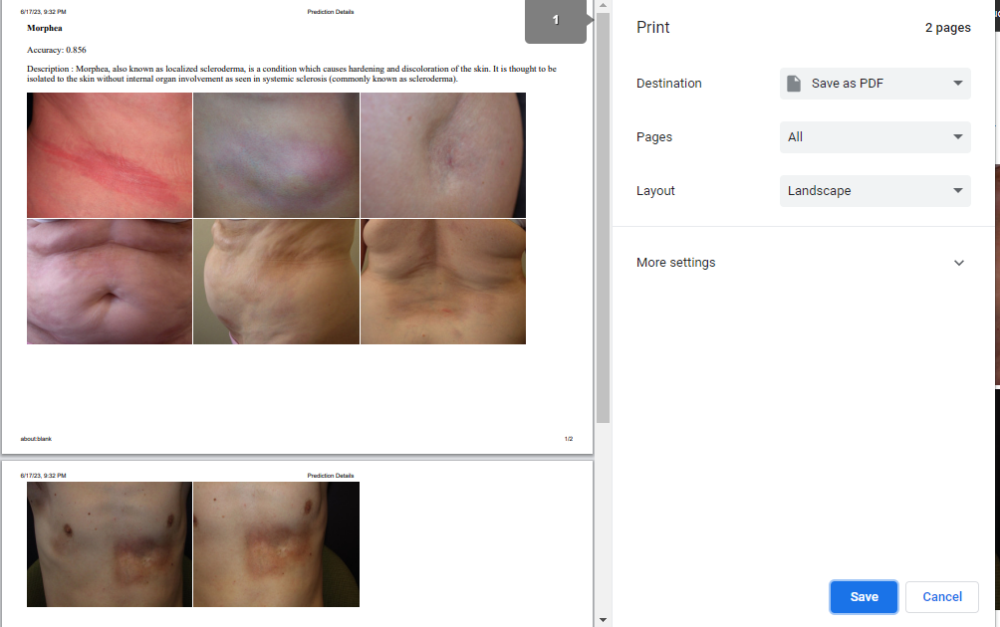 6/17/23, 9:32 PM Prediction Details
Morphea
Accuracy: 0.856
Description : Morphea, also known as localized scleroderma, is a condition which causes hardening and discoloration of the skin. It is thought to be
isolated to the skin without internal organ involvement as seen in systemic sclerosis (commonly known as scleroderma).
about:blank 1/2
6/17/23, 9:32 PM Prediction Details
1
Print 2 pages
Destination Save as PDF
Pages All
Layout Landscape
More settings
Save Cancel